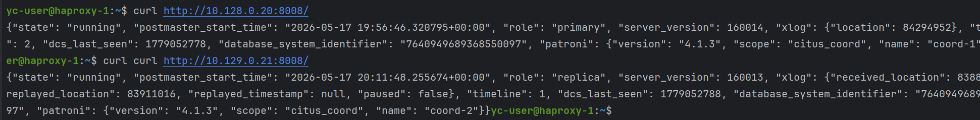 yc-user@haproxy-1:~$ curl http://10.128.0.20:8008/
{"state": "running", "postmaster_start_time": "2026-05-17 19:56:46.320795+00:00", "role": "primary", "server_version": 160014, "xlog": {"location": 84294952}, "t
": 2, "dcs_last_seen": 1779052778, "database_system_identifier": "7640949689368550097", "patroni": {"version": "4.1.3", "scope": "citus_coord", "name": "coord-1"
er@haproxy-1:~$ curl curl http://10.129.0.21:8008/
{"state": "running", "postmaster_start_time": "2026-05-17 20:11:48.255674+00:00", "role": "replica", "server_version": 160013, "xlog": {"received_location": 8388
replayed_location": 83911016, "replayed_timestamp": null, "paused": false}, "timeline": 1, "dcs_last_seen": 1779052788, "database_system_identifier": "7640949689
97", "patroni": {"version": "4.1.3", "scope": "citus_coord", "name": "coord-2"}}yc-user@haproxy-1:~$